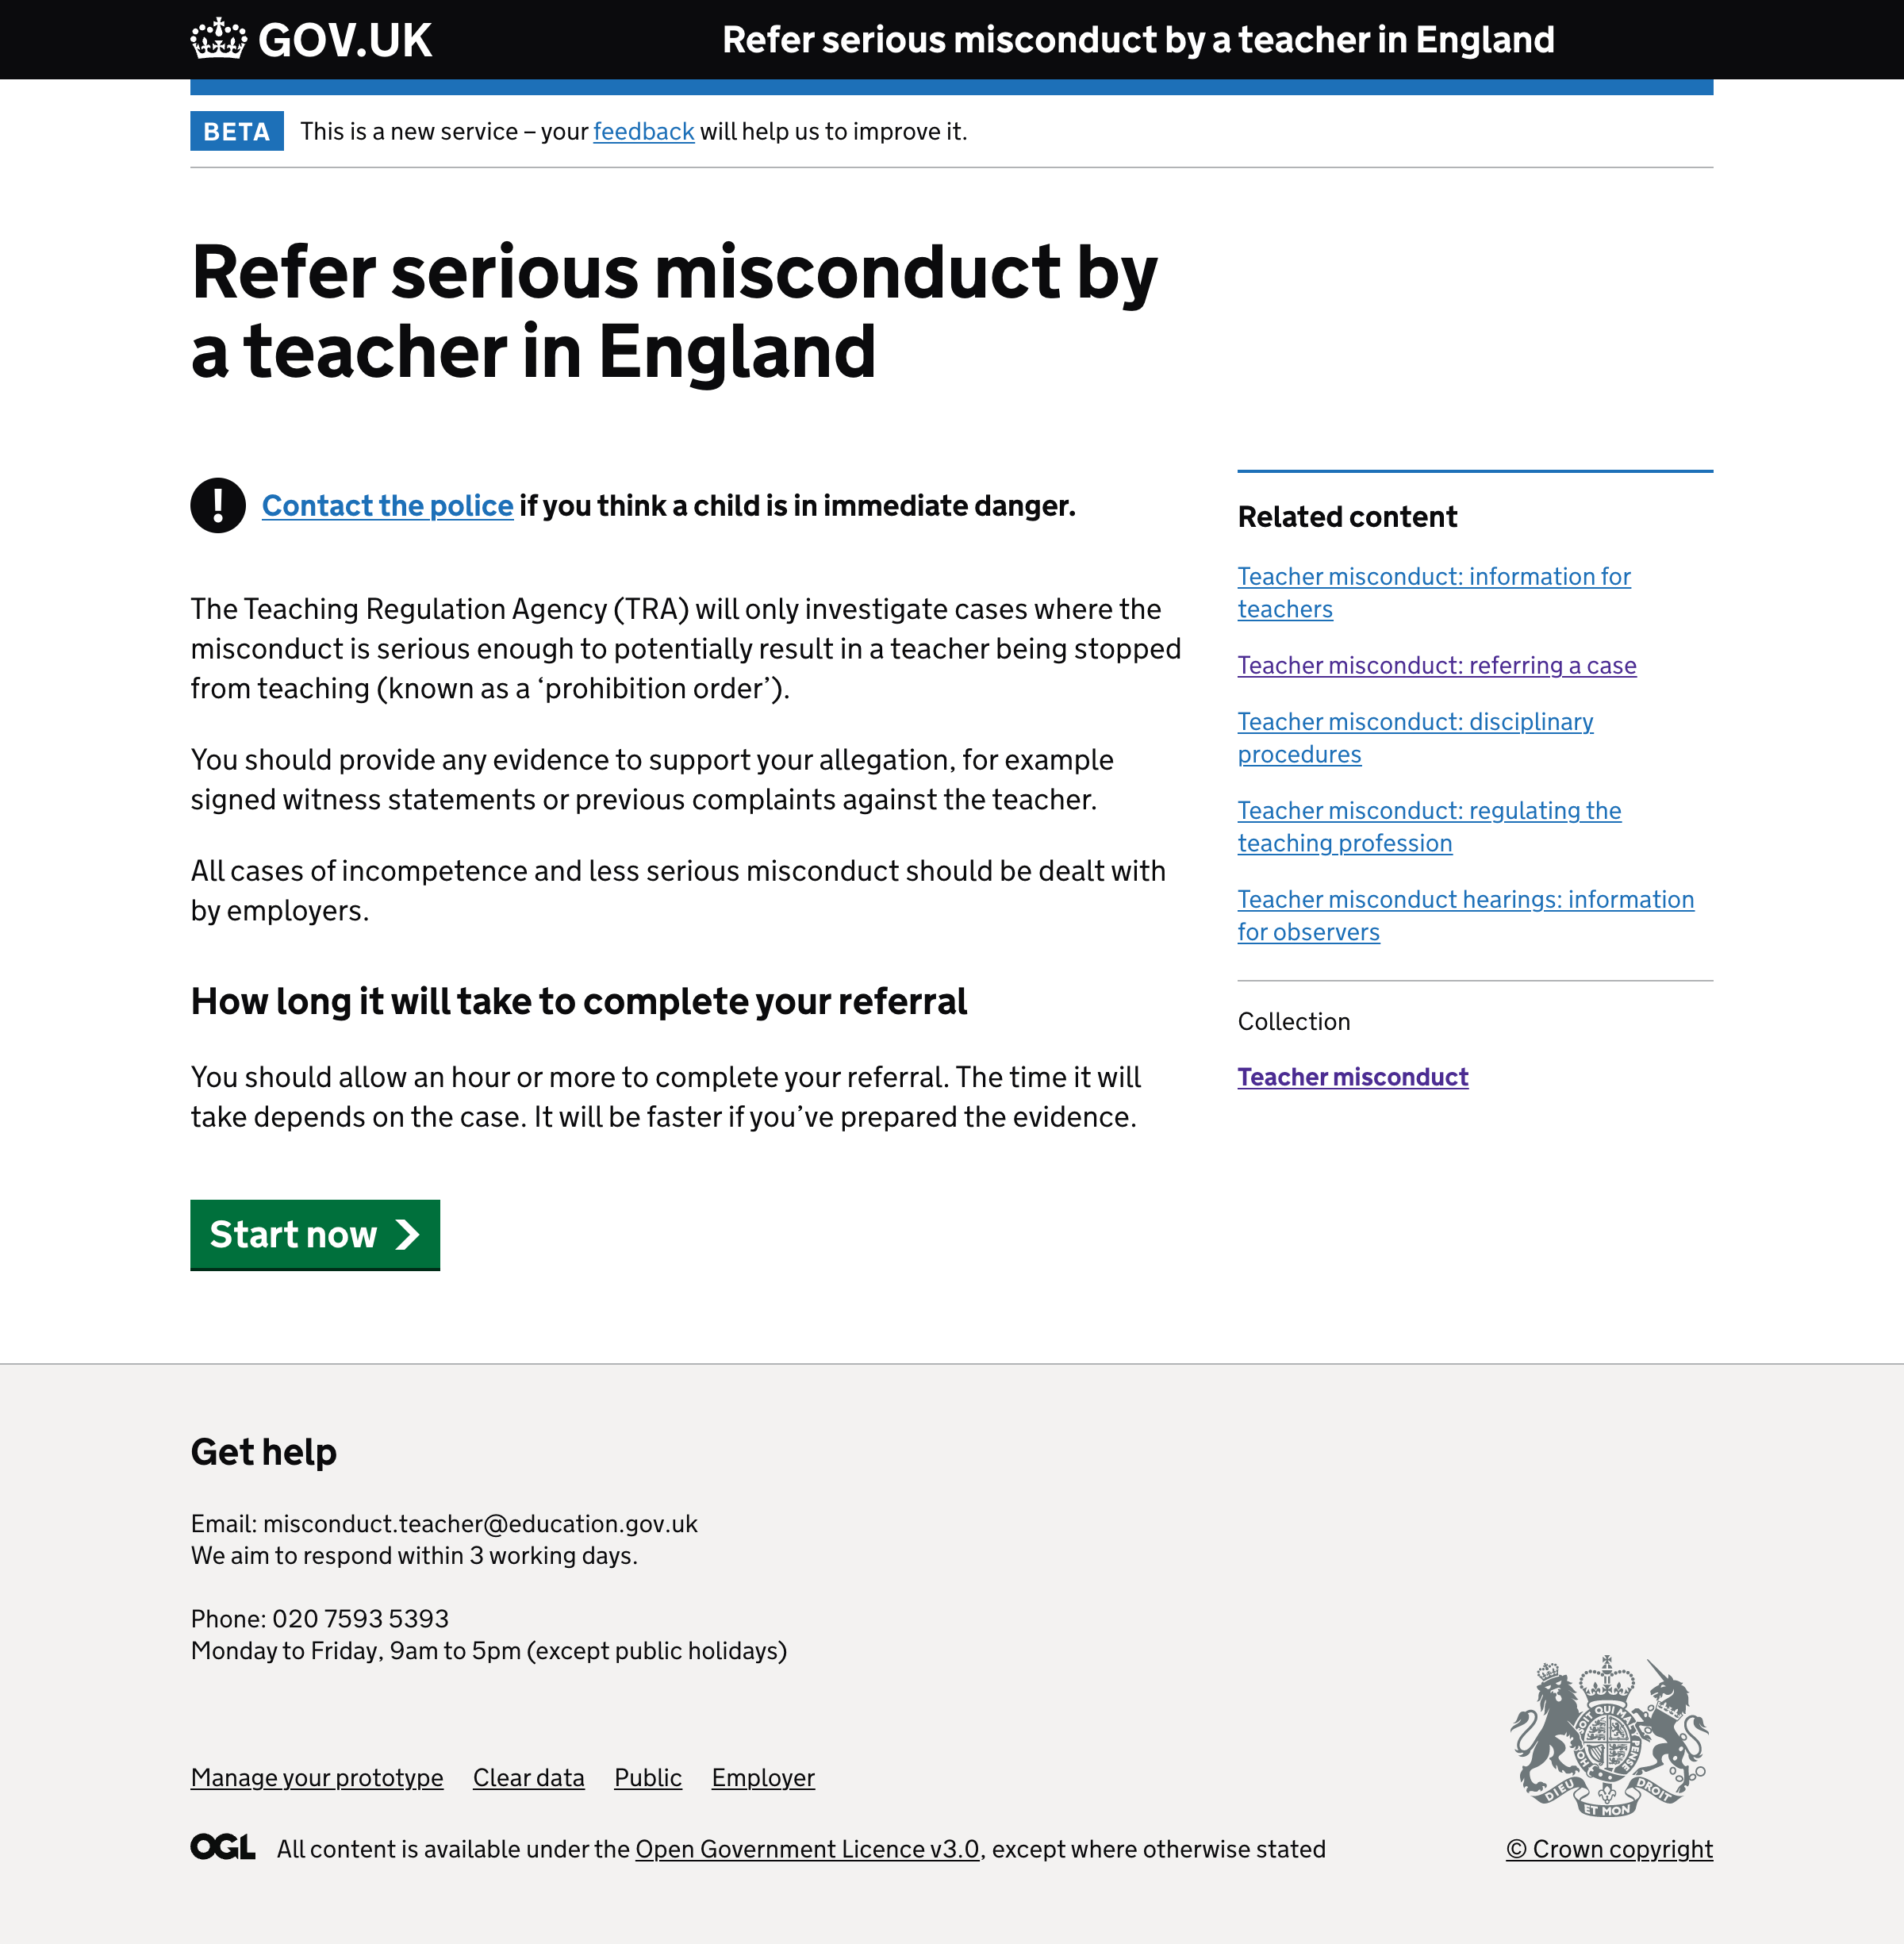 GOV.UK
Refer serious misconduct by a teacher in England
BETA
This is a new service – your feedback will help us to improve it.
Refer serious misconduct by
a teacher in England
! Contact the police if you think a child is in immediate danger.
The Teaching Regulation Agency (TRA) will only investigate cases where the
misconduct is serious enough to potentially result in a teacher being stopped
from teaching (known as a ‘prohibition order’).
You should provide any evidence to support your allegation, for example
signed witness statements or previous complaints against the teacher.
All cases of incompetence and less serious misconduct should be dealt with
by employers.
How long it will take to complete your referral
You should allow an hour or more to complete your referral. The time it will
take depends on the case. It will be faster if you’ve prepared the evidence.
Start now
Related content
Teacher misconduct: information for
teachers
Teacher misconduct: referring a case
Teacher misconduct: disciplinary
procedures
Teacher misconduct: regulating the
teaching profession
Teacher misconduct hearings: information
for observers
Collection
Teacher misconduct
Get help
Email: misconduct.teacher@education.gov.uk
We aim to respond within 3 working days.
Phone: 020 7593 5393
Monday to Friday, 9am to 5pm (except public holidays)
Manage your prototype
Clear data
Public
Employer
OGL
All content is available under the Open Government Licence v3.0, except where otherwise stated
SOIT QUI MAL
DIEU ET MON DROIT
© Crown copyright